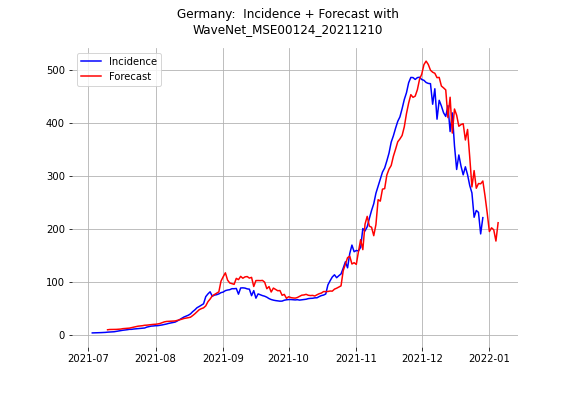 Germany:  Incidence + Forecast with
WaveNet_MSE00124_20211210
Incidence
Forecast
500
400
300
200
100
0
2021-07 2021-08 2021-09 2021-10 2021-11 2021-12 2022-01